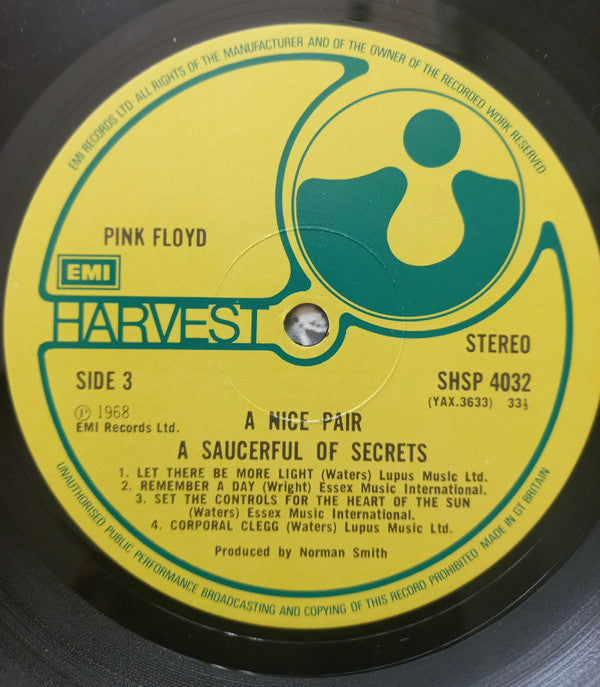 EMI RECORDS LTD ALL RIGHTS OF THE MANUFACTURER AND OF THE OWNER OF THE RECORDED WORK RESERVED
PINK FLOYD
EMI
HARVEST
STEREO
SIDE 3
SHSP 4032
(YAX.3633) 33⅓
Ⓟ 1968
EMI Records Ltd.
A NICE PAIR
A SAUCERFUL OF SECRETS
1. LET THERE BE MORE LIGHT (Waters) Lupus Music Ltd.
2. REMEMBER A DAY (Wright) Essex Music International.
3. SET THE CONTROLS FOR THE HEART OF THE SUN
(Waters) Essex Music International.
4. CORPORAL CLEGG (Waters) Lupus Music Ltd.
Produced by Norman Smith
UNAUTHORISED PUBLIC PERFORMANCE BROADCASTING AND COPYING OF THIS RECORD PROHIBITED MADE IN GT BRITAIN